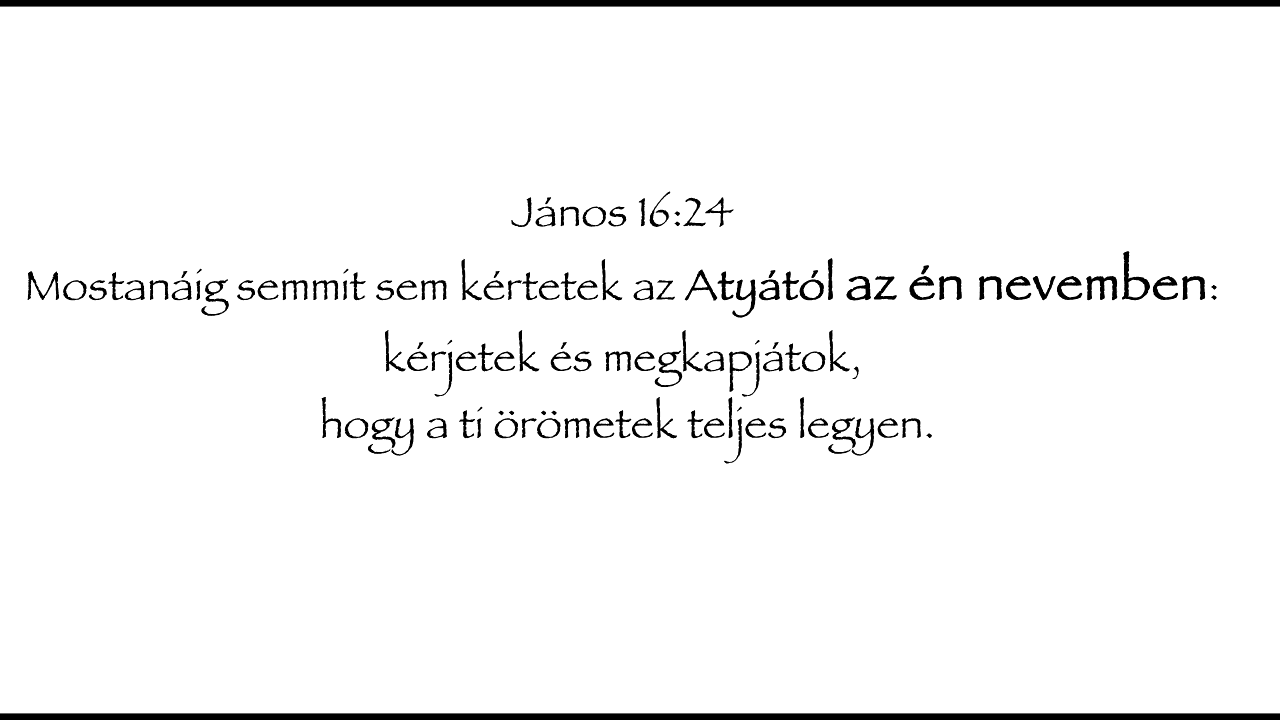 János 16:24
Mostanáig semmit sem kértetek az Atyától az én nevemben:
kérjetek és megkapjátok,
hogy a ti örömetek teljes legyen.